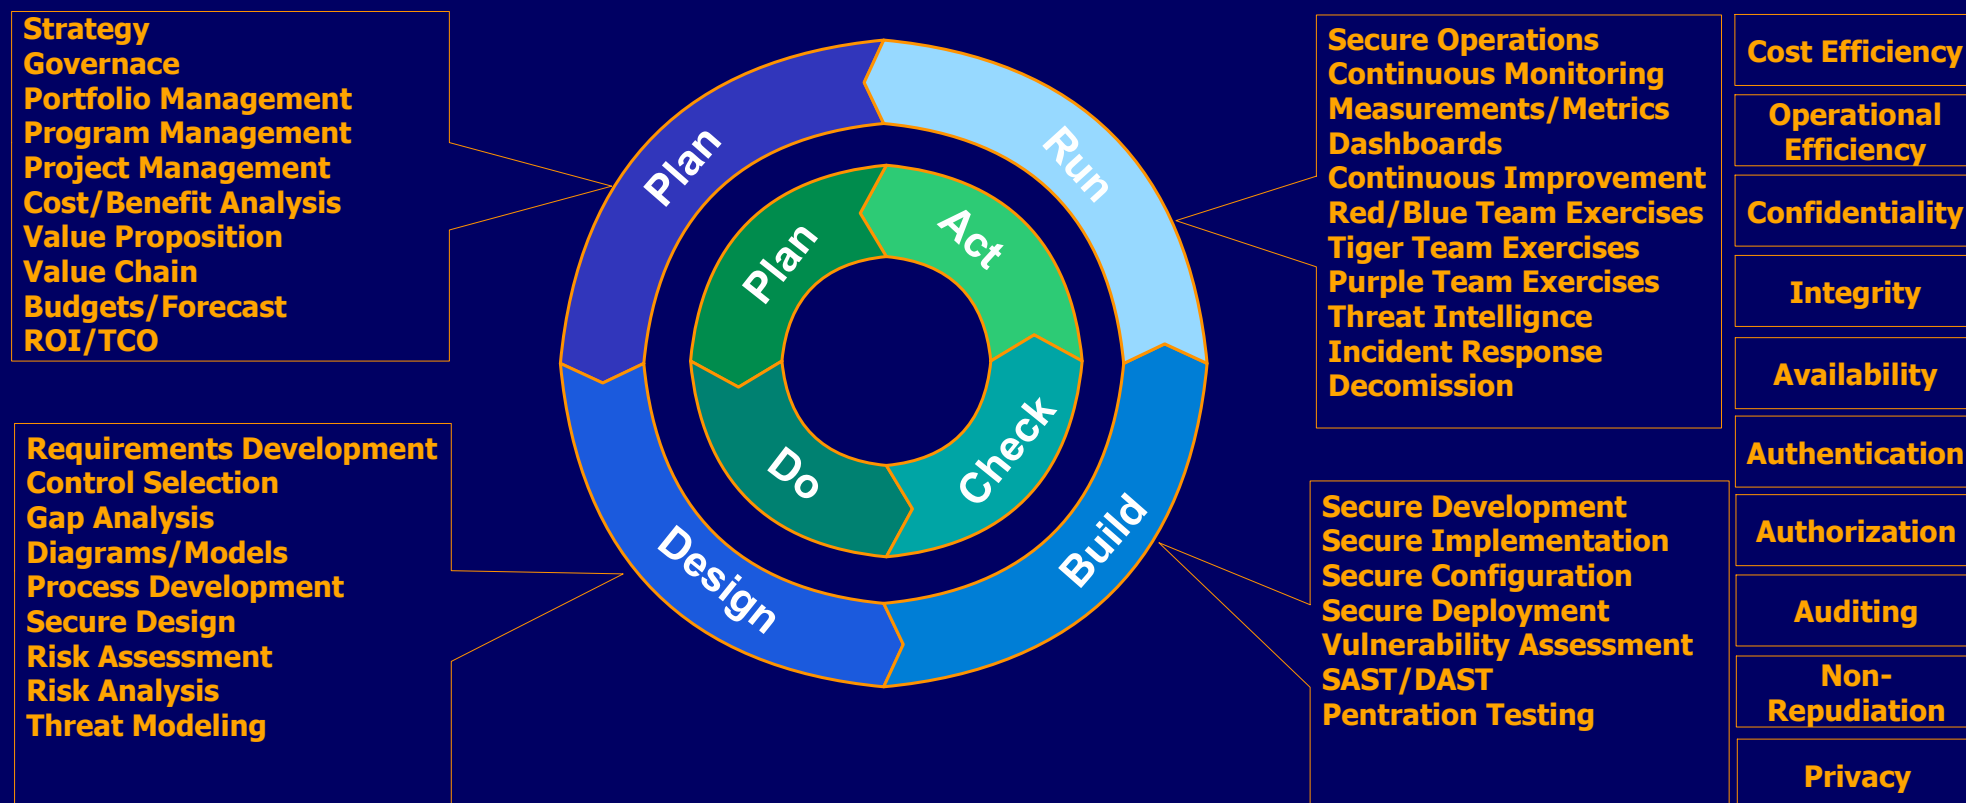 Strategy
Governace
Portfolio Management
Program Management
Project Management
Cost/Benefit Analysis
Value Proposition
Value Chain
Budgets/Forecast
ROI/TCO
Requirements Development
Control Selection
Gap Analysis
Diagrams/Models
Process Development
Secure Design
Risk Assessment
Risk Analysis
Threat Modeling
Plan
Run
Build
Design
Plan
Act
Check
Do
Secure Operations
Continuous Monitoring
Measurements/Metrics
Dashboards
Continuous Improvement
Red/Blue Team Exercises
Tiger Team Exercises
Purple Team Exercises
Threat Intellignce
Incident Response
Decomission
Secure Development
Secure Implementation
Secure Configuration
Secure Deployment
Vulnerability Assessment
SAST/DAST
Pentration Testing
Cost Efficiency
Operational
Efficiency
Confidentiality
Integrity
Availability
Authentication
Authorization
Auditing
Non-
Repudiation
Privacy